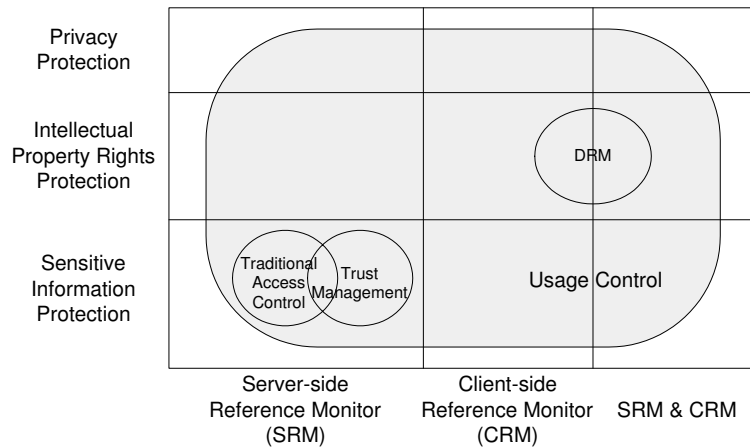 Privacy
Protection
Intellectual
Property Rights
Protection
DRM
Sensitive
Information
Protection
Traditional
Access
Control
Trust
Management
Usage Control
Server-side
Reference Monitor
(SRM)
Client-side
Reference Monitor
(CRM)
SRM & CRM